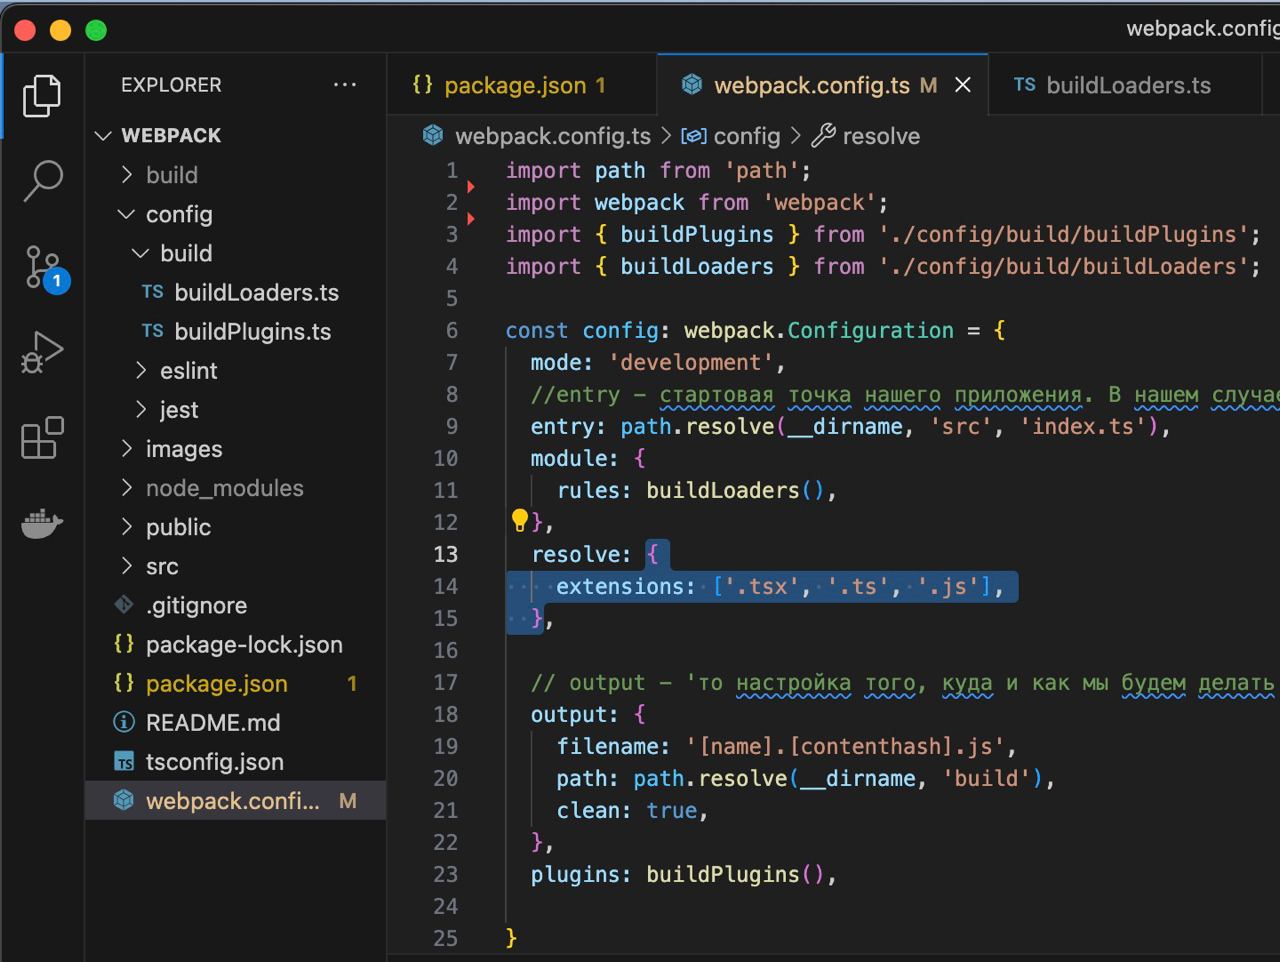 webpack.config
EXPLORER
WEBPACK
build
config
build
TS buildLoaders.ts
TS buildPlugins.ts
eslint
jest
images
node_modules
public
src
.gitignore
{} package-lock.json
{} package.json 1
README.md
TS tsconfig.json
webpack.confi... M
1
{} package.json 1
webpack.config.ts M
TS buildLoaders.ts
webpack.config.ts > config > resolve
1 import path from 'path';
2 import webpack from 'webpack';
3 import { buildPlugins } from './config/build/buildPlugins';
4 import { buildLoaders } from './config/build/buildLoaders';
5
6 const config: webpack.Configuration = {
7 mode: 'development',
8 //entry – стартовая точка нашего приложения. В нашем случае
9 entry: path.resolve(__dirname, 'src', 'index.ts'),
10 module: {
11 rules: buildLoaders(),
12 },
13 resolve: {
14 extensions: ['.tsx', '.ts', '.js'],
15 },
16
17 // output – 'то настройка того, куда и как мы будем делать
18 output: {
19 filename: '[name].[contenthash].js',
20 path: path.resolve(__dirname, 'build'),
21 clean: true,
22 },
23 plugins: buildPlugins(),
24
25 }